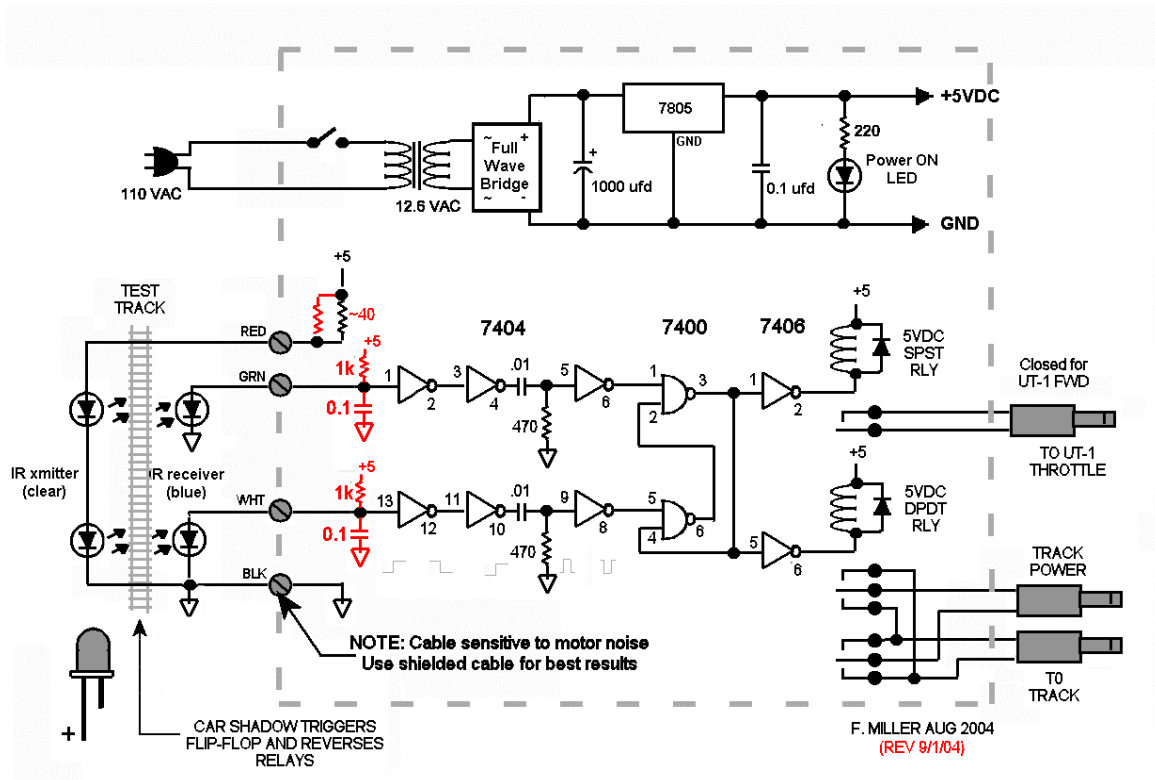 110 VAC
12.6 VAC
~ +
Full
Wave
Bridge
~ -
+
1000 ufd
7805
GND
0.1 ufd
220
Power ON
LED
+5VDC
GND
TEST
TRACK
RED
GRN
WHT
BLK
IR xmitter
(clear)
IR receiver
(blue)
+5
~40
+5
1k
0.1
1
2
7404
3
4
.01
470
5
6
7400
1
2
3
7406
1
2
+5
5VDC
SPST
RLY
Closed for
UT-1 FWD
TO UT-1
THROTTLE
+5
1k
0.1
13
12
11
10
.01
470
9
8
5
4
6
5
6
+5
5VDC
DPDT
RLY
TRACK
POWER
T0
TRACK
NOTE: Cable sensitive to motor noise
Use shielded cable for best results
+
CAR SHADOW TRIGGERS
FLIP-FLOP AND REVERSES
RELAYS
F. MILLER AUG 2004
(REV 9/1/04)